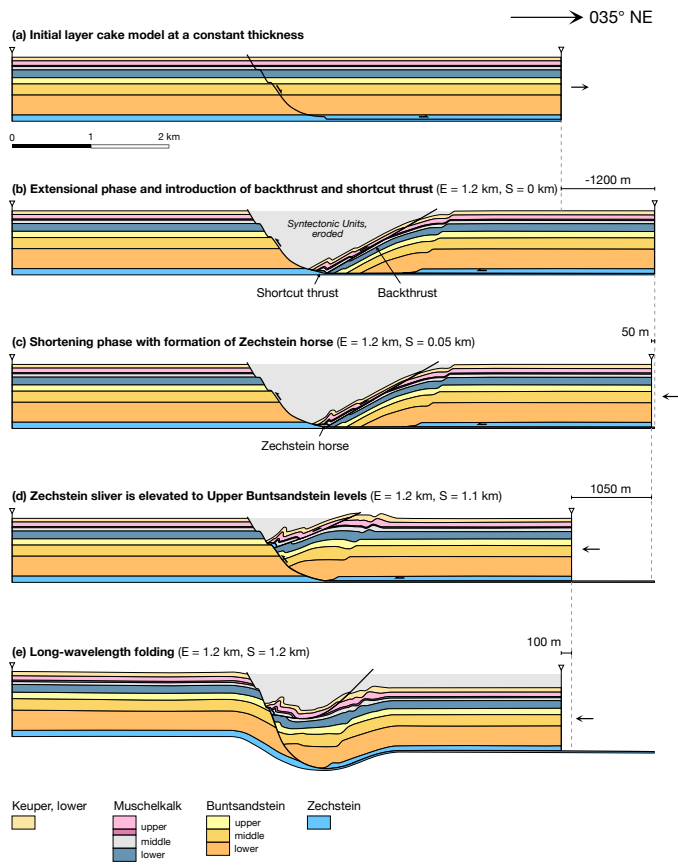 035° NE
(a) Initial layer cake model at a constant thickness
0 1 2 km
-1200 m
(b) Extensional phase and introduction of backthrust and shortcut thrust (E = 1.2 km, S = 0 km)
Syntectonic Units,
eroded
Shortcut thrust
Backthrust
50 m
(c) Shortening phase with formation of Zechstein horse (E = 1.2 km, S = 0.05 km)
Zechstein horse
1050 m
(d) Zechstein sliver is elevated to Upper Buntsandstein levels (E = 1.2 km, S = 1.1 km)
100 m
(e) Long-wavelength folding (E = 1.2 km, S = 1.2 km)
Keuper, lower
Muschelkalk
upper
middle
lower
Buntsandstein
upper
middle
lower
Zechstein